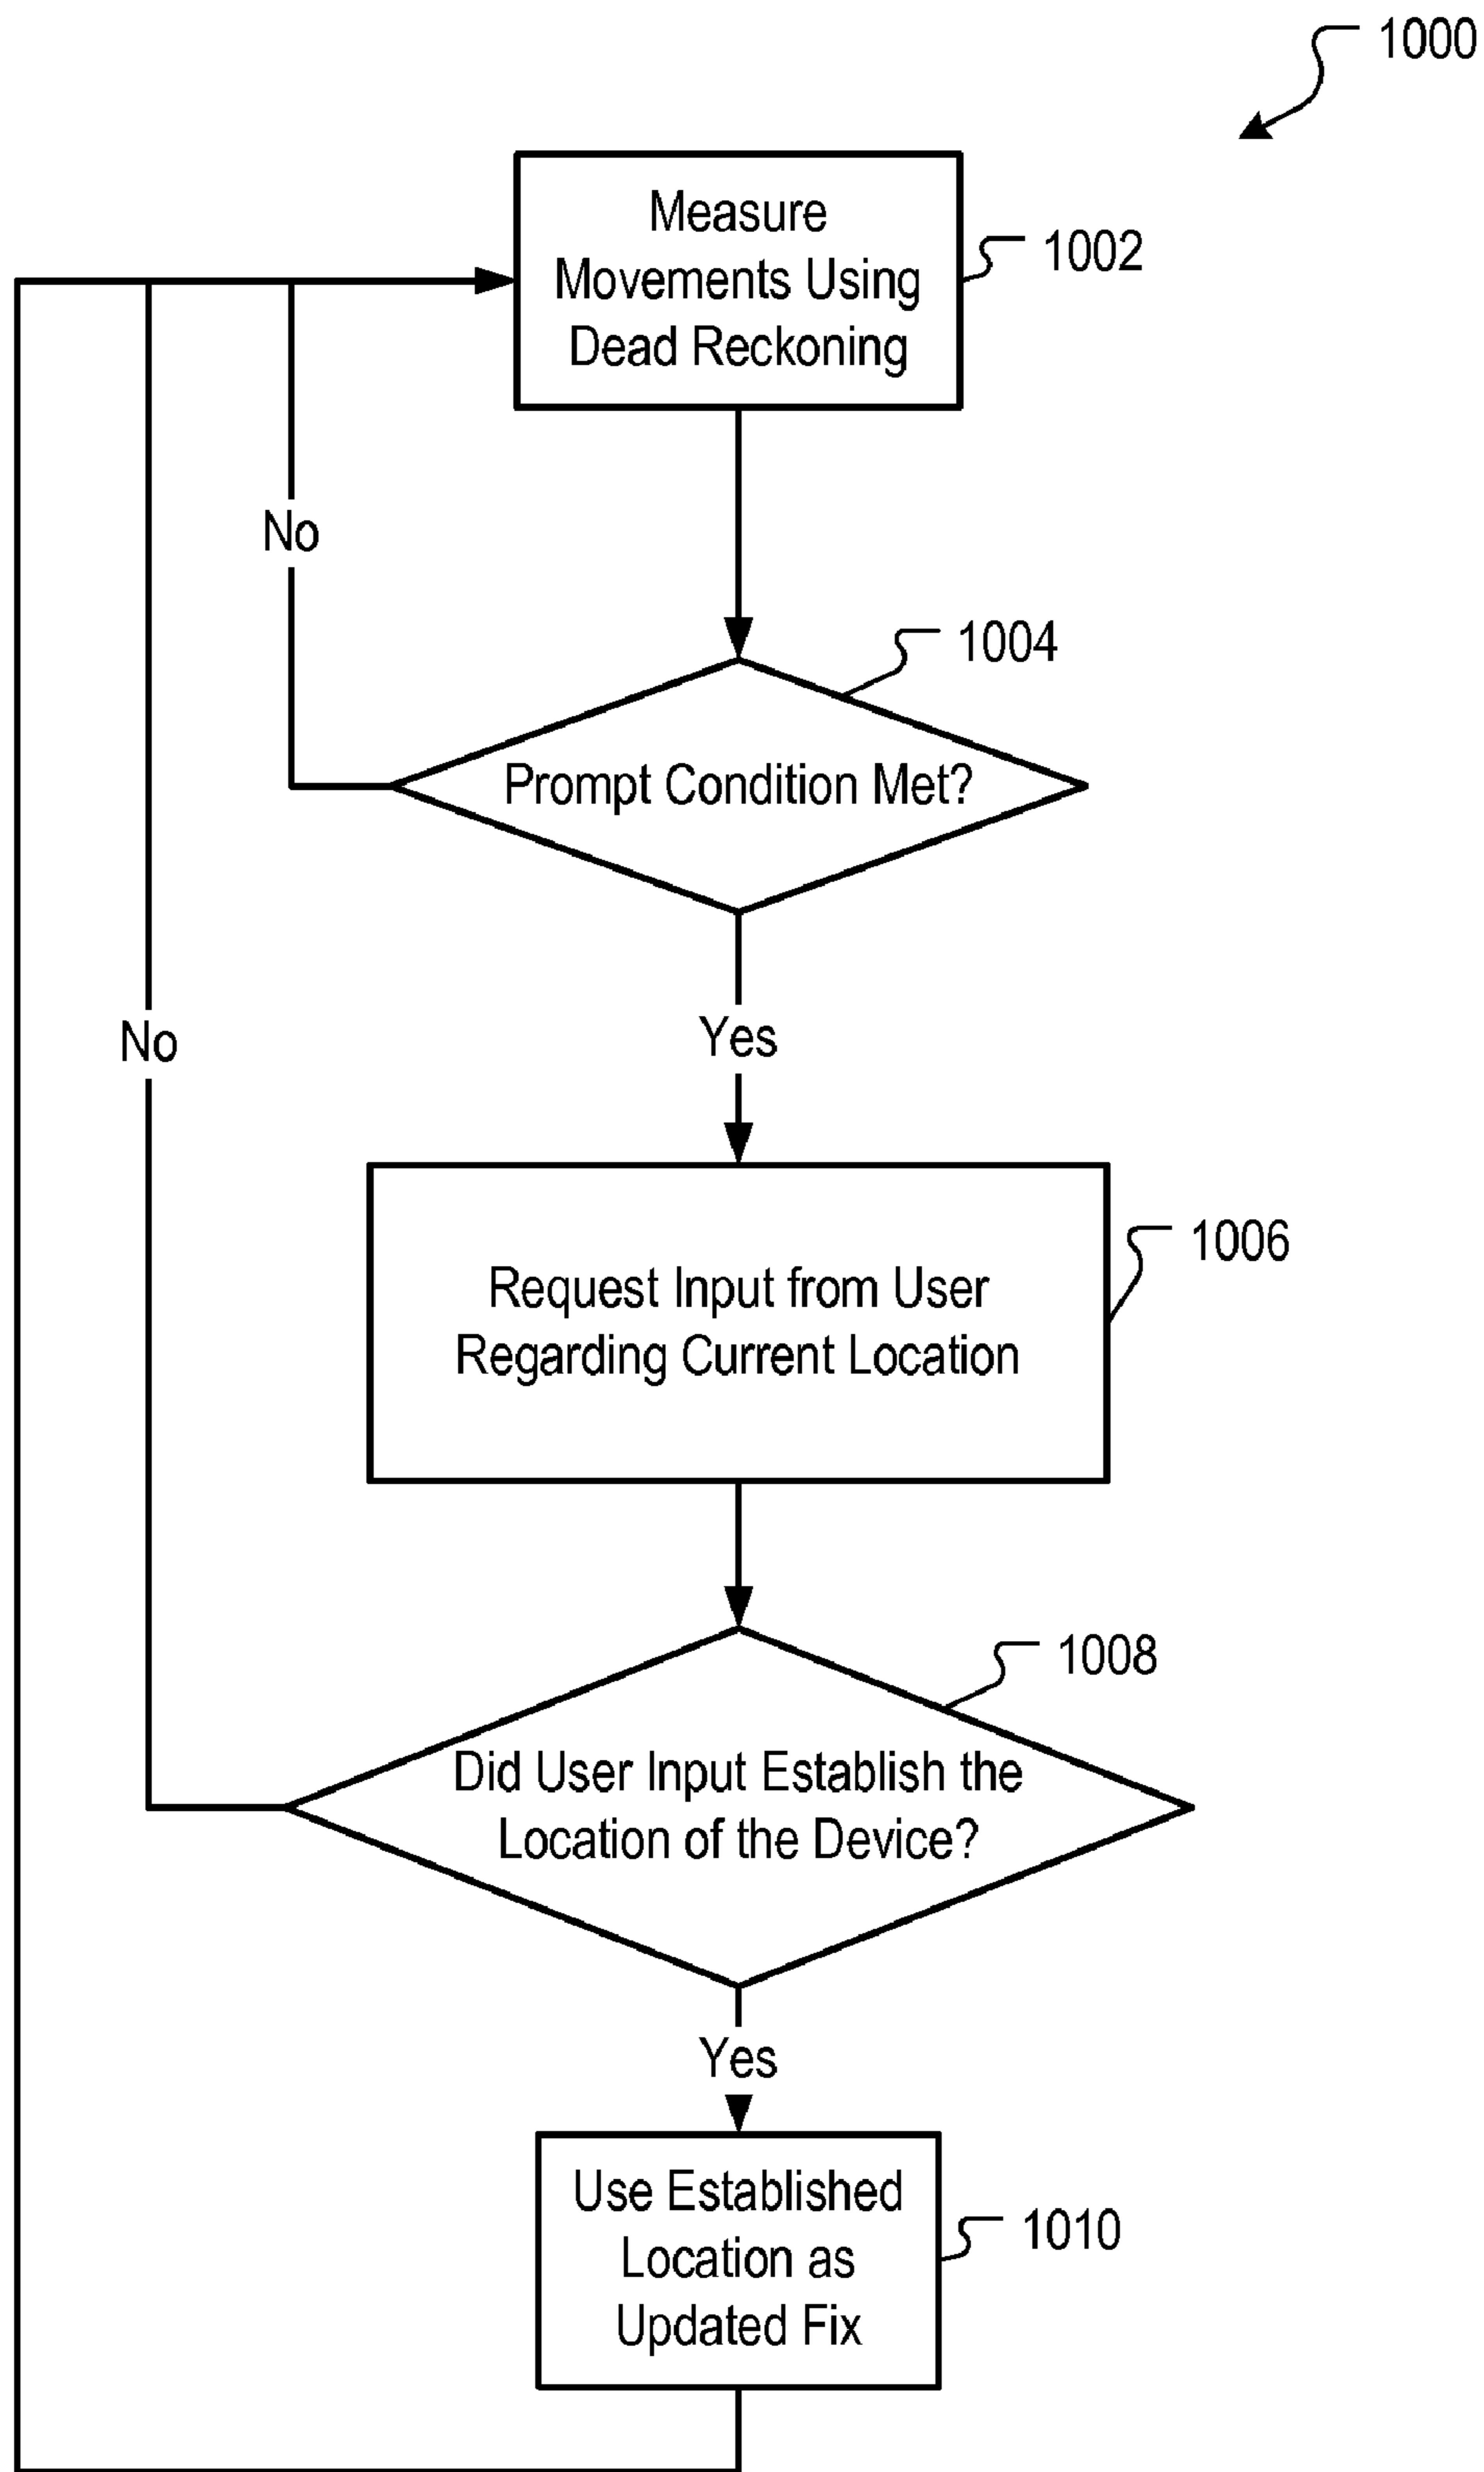 1000
Measure
Movements Using
Dead Reckoning
1002
No
1004
Prompt Condition Met?
No
Yes
1006
Request Input from User
Regarding Current Location
1008
Did User Input Establish the
Location of the Device?
Yes
Use Established
Location as
Updated Fix
1010